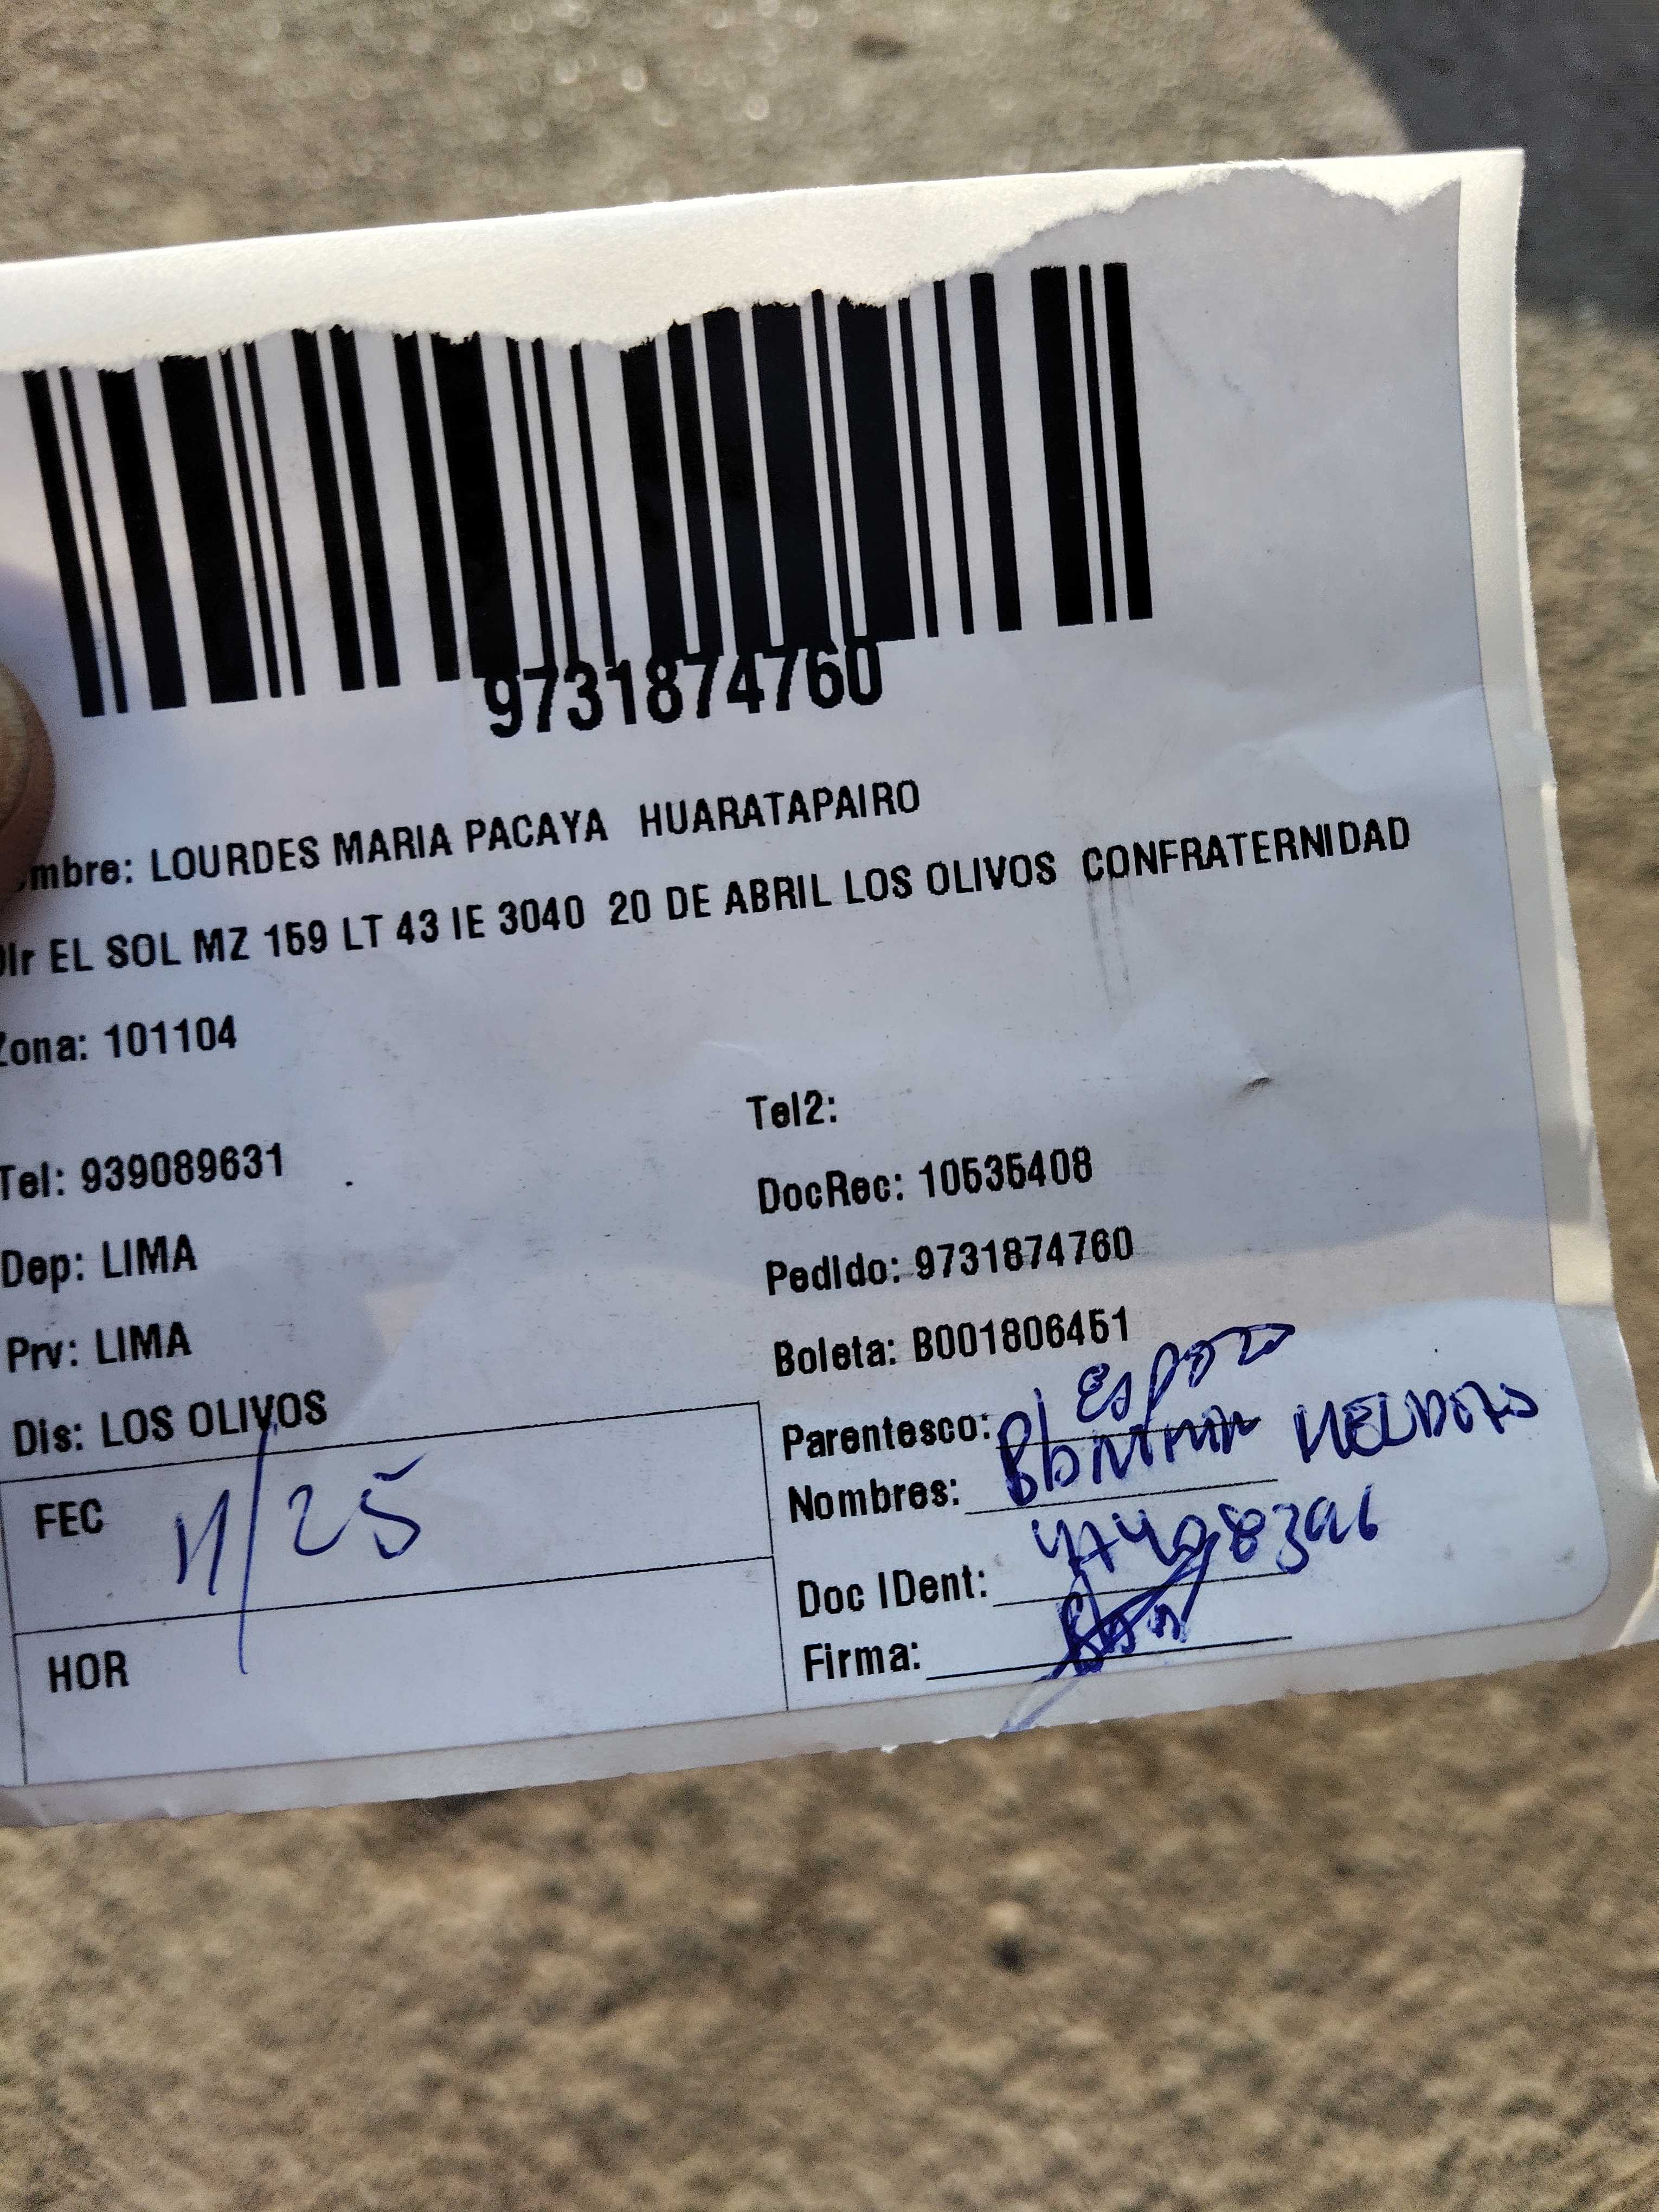 9731874760
mbre: LOURDES MARIA PACAYA HUARATAPAIRO
DIr EL SOL MZ 159 LT 43 IE 3040 20 DE ABRIL LOS OLIVOS CONFRATERNIDAD
Zona: 101104
Tel2:
Tel: 939089631
DocRec: 10535408
Dep: LIMA
Pedido: 9731874760
Prv: LIMA
Boleta: B001806451
Dis: LOS OLIVOS
Parentesco: Esposo
Nombres: MENDOZA
FEC 11/25
Doc IDent:
HOR
Firma: